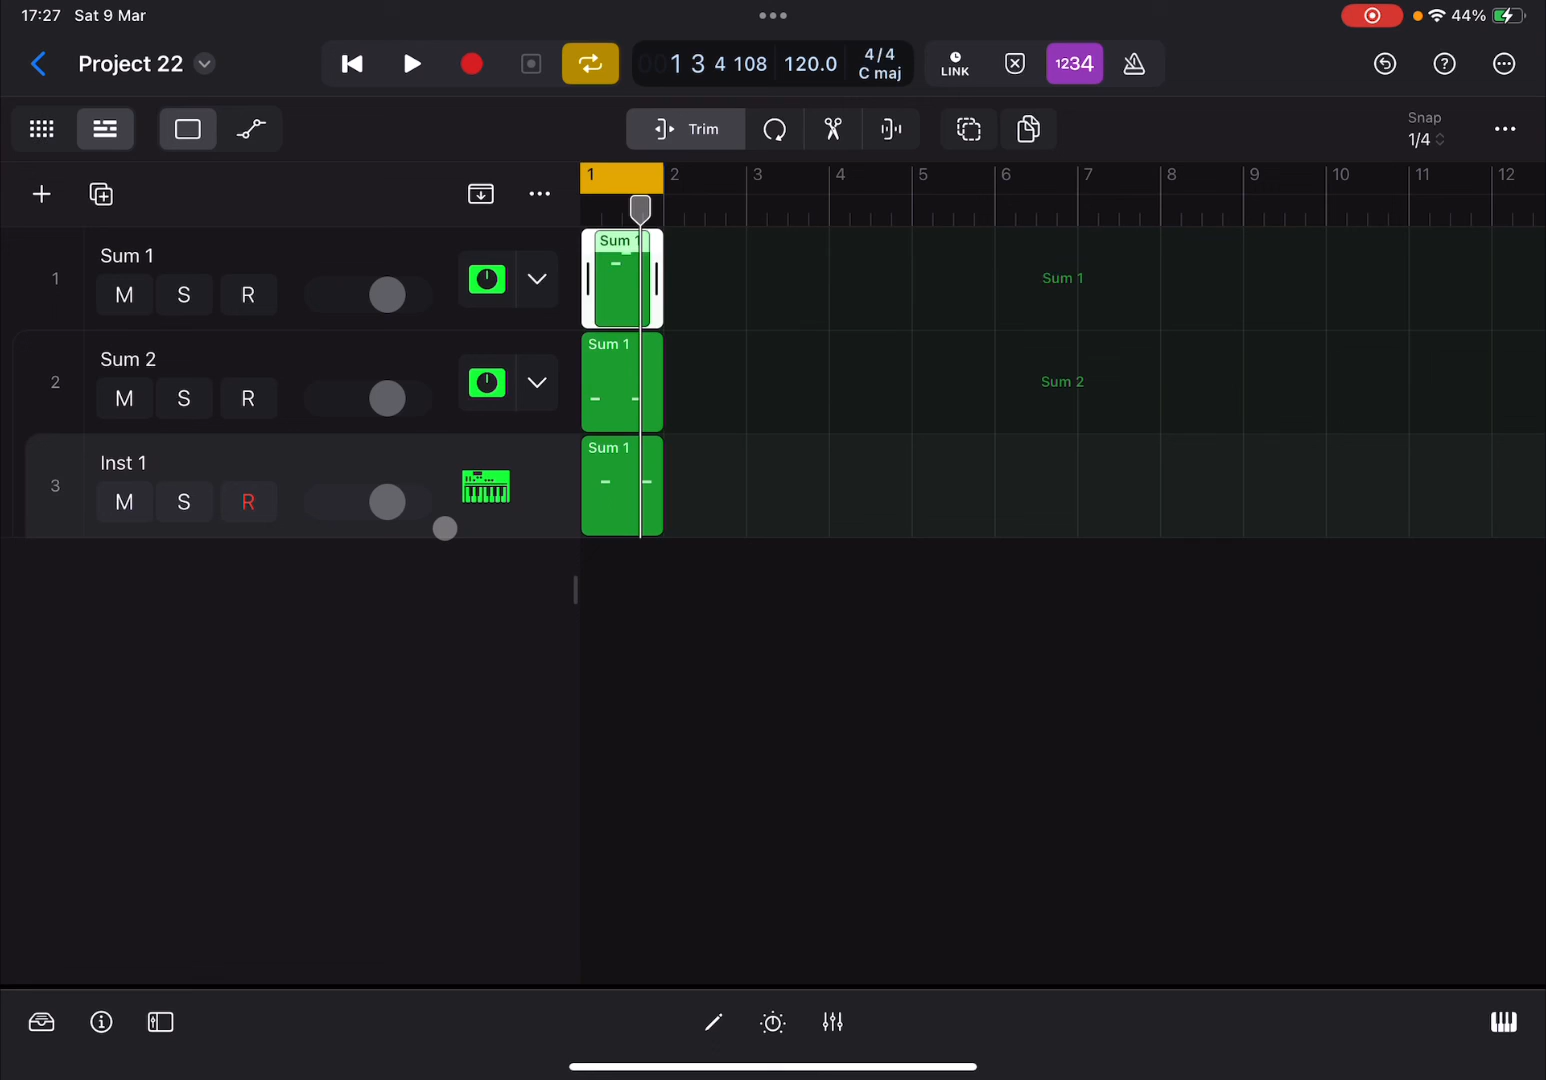 17:27 Sat 9 Mar
44%
Project 22
001 3 4 108 120.0 4/4 C maj
LINK
1234
Trim
Snap
1/4
1 2 3 4 5 6 7 8 9 10 11 12
1
Sum 1
M S R
Sum 1
Sum 1
2
Sum 2
M S R
Sum 1
Sum 2
3
Inst 1
M S R
Sum 1